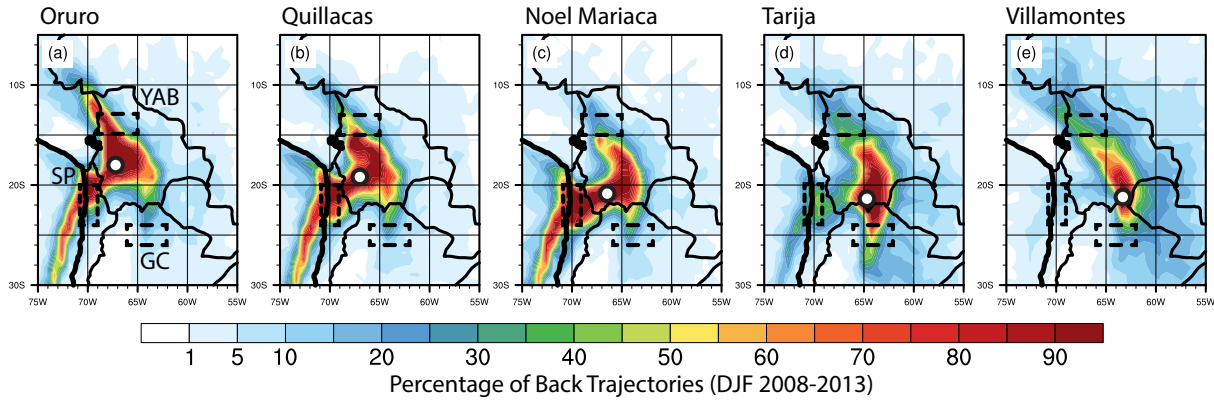 Oruro Quillacas Noel Mariaca Tarija Villamontes
(a) (b) (c) (d) (e)
10S 10S 10S 10S 10S
YAB
SP
20S 20S 20S 20S 20S
GC
30S 30S 30S 30S 30S
75W 70W 65W 60W 55W 75W 70W 65W 60W 55W 75W 70W 65W 60W 55W 75W 70W 65W 60W 55W 75W 70W 65W 60W 55W
1 5 10 20 30 40 50 60 70 80 90
Percentage of Back Trajectories (DJF 2008-2013)